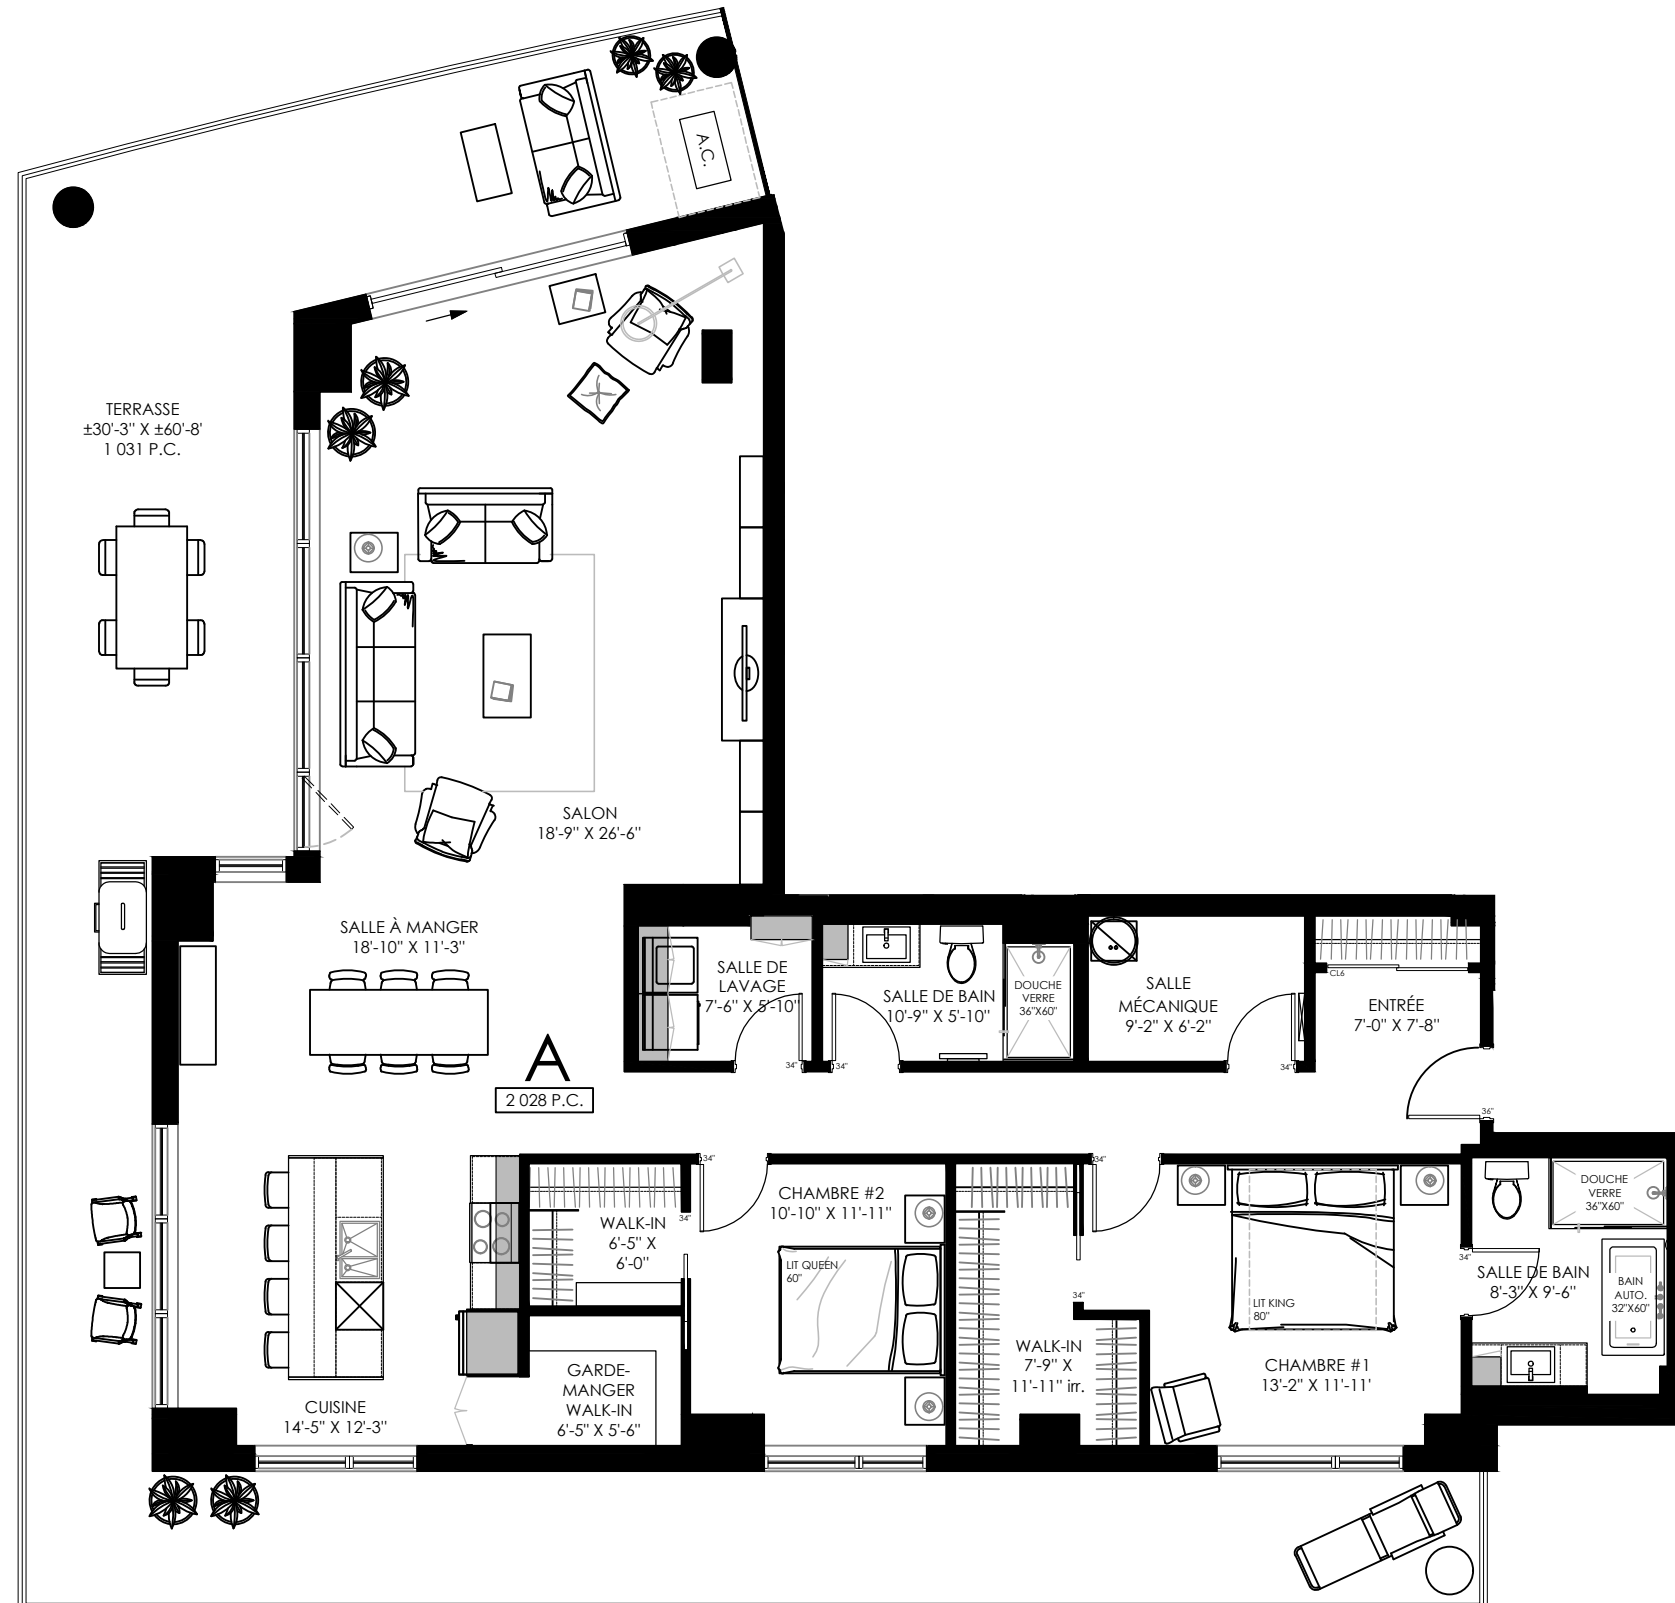 A.C.
TERRASSE
±30'-3" X ±60'-8'
1 031 P.C.
SALON
18'-9" X 26'-6"
SALLE À MANGER
18'-10" X 11'-3"
A
2 028 P.C.
SALLE DE
LAVAGE
7'-6" X 5'-10"
34"
SALLE DE BAIN
10'-9" X 5'-10"
34"
DOUCHE
VERRE
36"X60"
SALLE
MÉCANIQUE
9'-2" X 6'-2"
34"
CL6
ENTRÉE
7'-0" X 7'-8"
36"
CUISINE
14'-5" X 12'-3"
WALK-IN
6'-5" X
6'-0"
34"
GARDE-
MANGER
WALK-IN
6'-5" X 5'-6"
34"
CHAMBRE #2
10'-10" X 11'-11"
LIT QUEEN
60"
WALK-IN
7'-9" X
11'-11" irr.
34"
34"
LIT KING
80"
CHAMBRE #1
13'-2" X 11'-11'
34"
SALLE DE BAIN
8'-3" X 9'-6"
DOUCHE
VERRE
36"X60"
BAIN
AUTO.
32"X60"